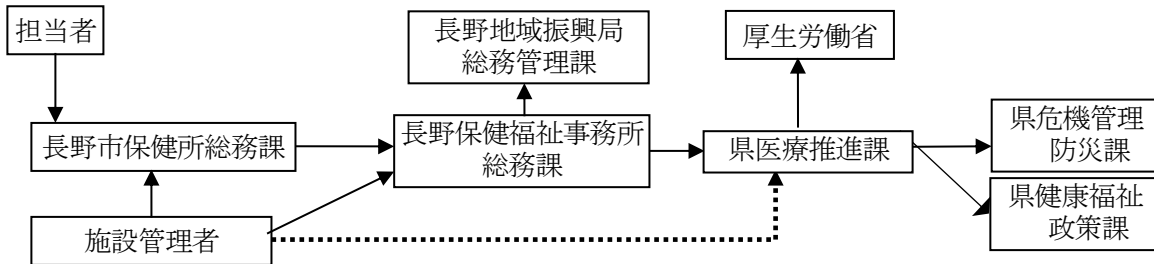 担当者
長野地域振興局
総務管理課
厚生労働省
長野市保健所総務課
長野保健福祉事務所
総務課
県医療推進課
県危機管理
防災課
施設管理者
県健康福祉
政策課